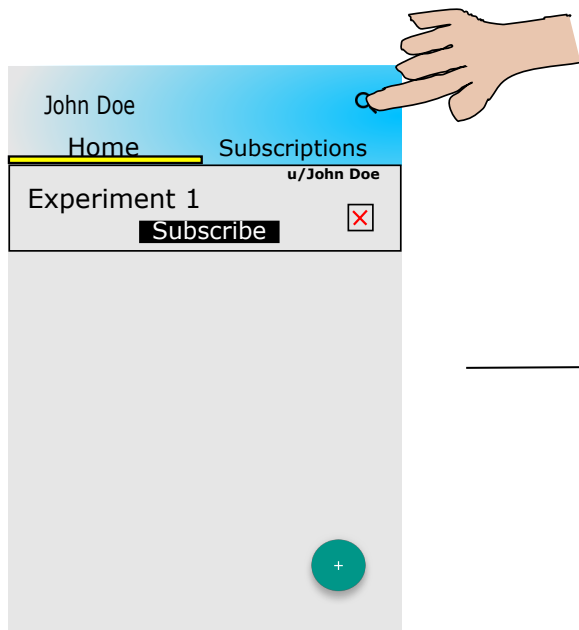 John Doe
Home Subscriptions
u/John Doe
Experiment 1
Subscribe
+